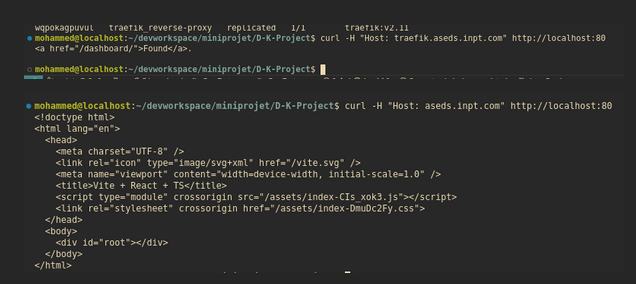 wqpokagpuvul   traefik_reverse-proxy   replicated   1/1        traefik:v2.11
mohammed@localhost:~/devworkspace/miniprojet/D-K-Project$ curl -H "Host: traefik.aseds.inpt.com" http://localhost:80
<a href="/dashboard/">Found</a>.
mohammed@localhost:~/devworkspace/miniprojet/D-K-Project$
mohammed@localhost:~/devworkspace/miniprojet/D-K-Project$ curl -H "Host: aseds.inpt.com" http://localhost:80
<!doctype html>
<html lang="en">
  <head>
    <meta charset="UTF-8" />
    <link rel="icon" type="image/svg+xml" href="/vite.svg" />
    <meta name="viewport" content="width=device-width, initial-scale=1.0" />
    <title>Vite + React + TS</title>
    <script type="module" crossorigin src="/assets/index-CIs_xok3.js"></script>
    <link rel="stylesheet" crossorigin href="/assets/index-DmuDc2Fy.css">
  </head>
  <body>
    <div id="root"></div>
  </body>
</html>